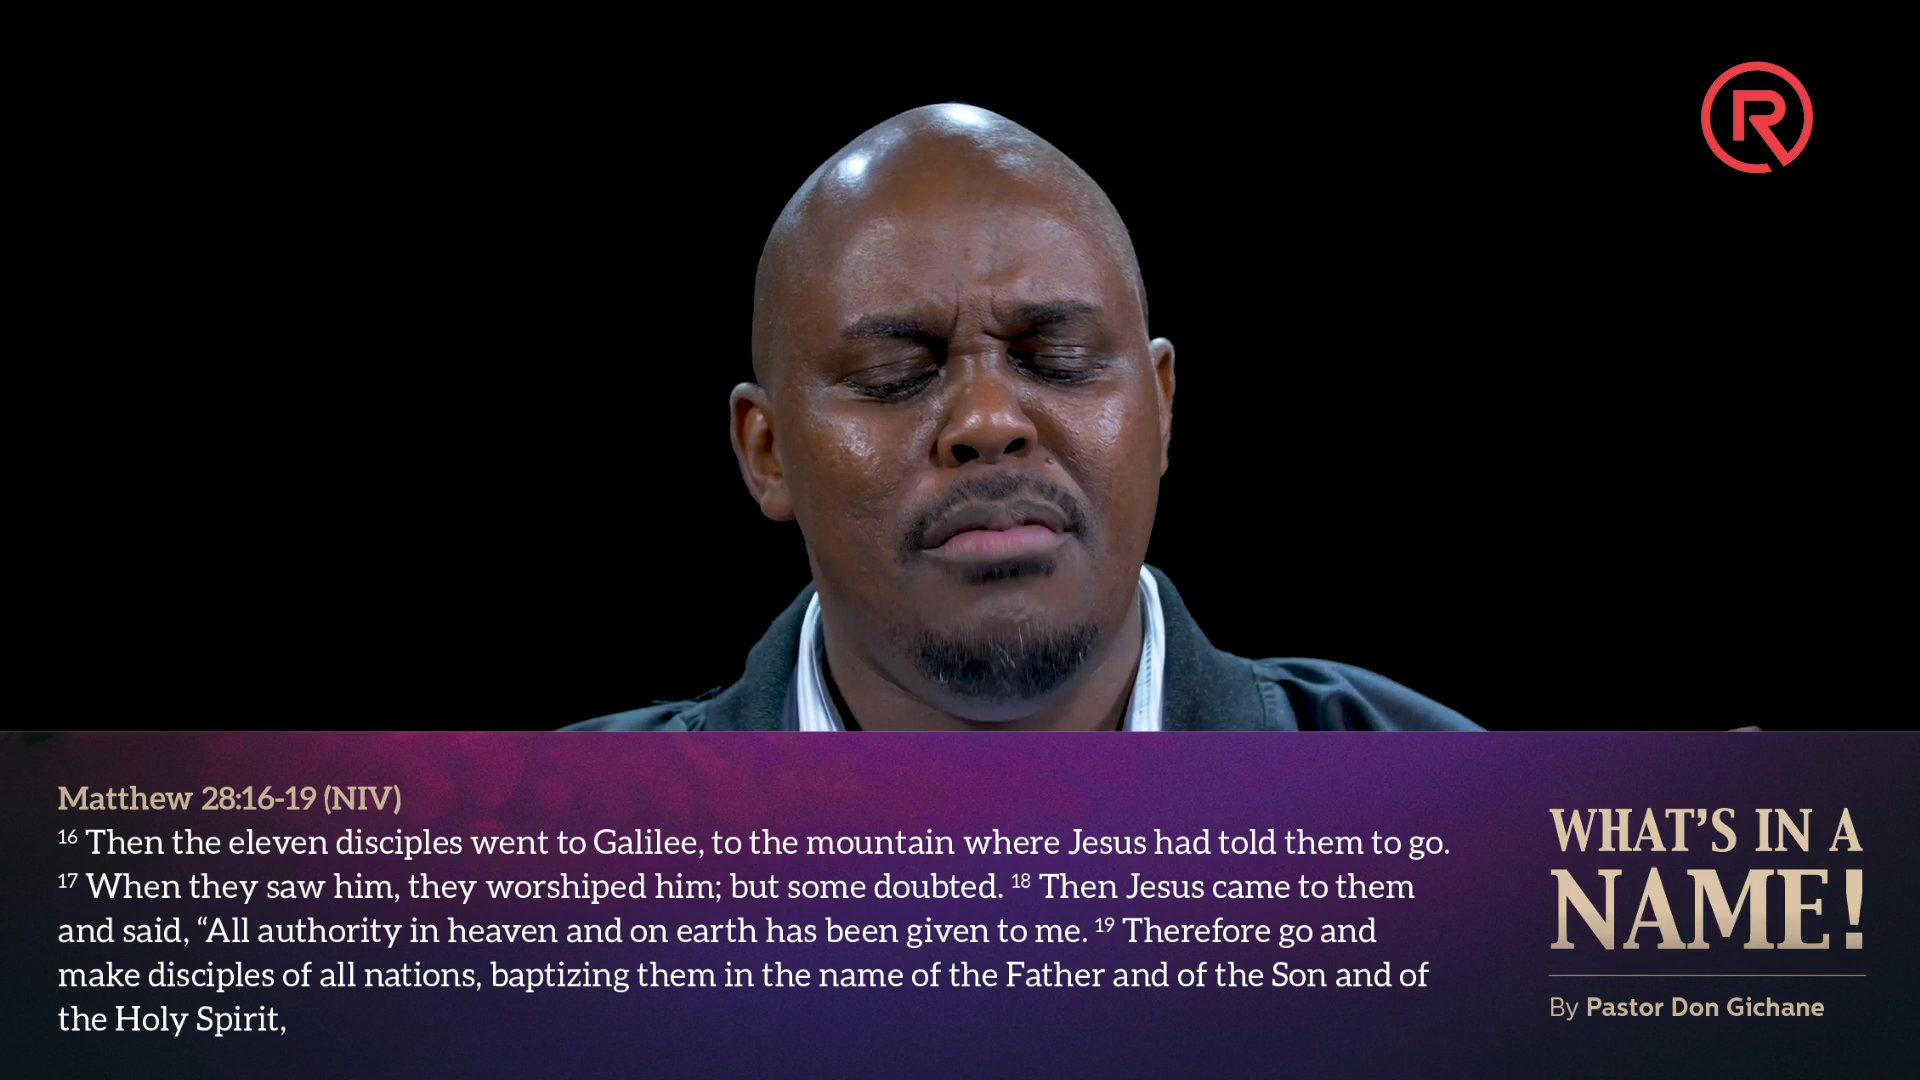 R
Matthew 28:16-19 (NIV)
16 Then the eleven disciples went to Galilee, to the mountain where Jesus had told them to go.
17 When they saw him, they worshiped him; but some doubted. 18 Then Jesus came to them
and said, “All authority in heaven and on earth has been given to me. 19 Therefore go and
make disciples of all nations, baptizing them in the name of the Father and of the Son and of
the Holy Spirit,
WHAT’S IN A
NAME!
By Pastor Don Gichane